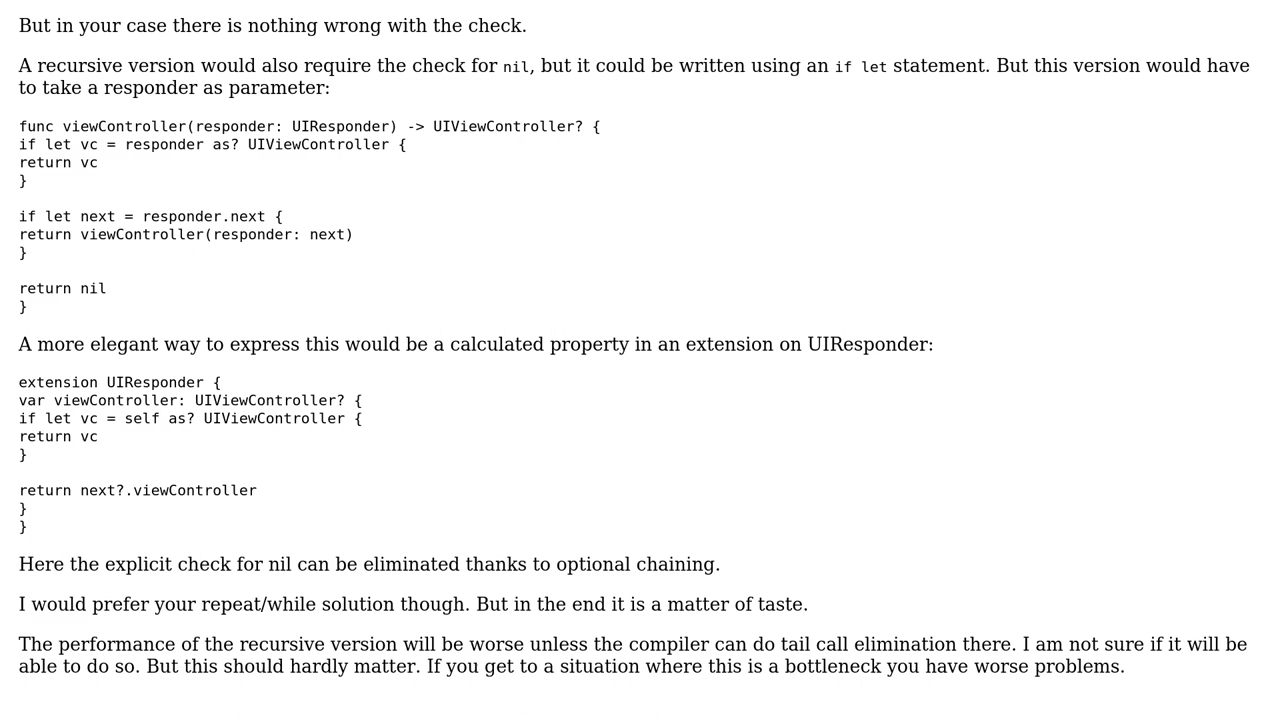 But in your case there is nothing wrong with the check.
A recursive version would also require the check for nil, but it could be written using an if let statement. But this version would have
to take a responder as parameter:
func viewController(responder: UIResponder) -> UIViewController? {
if let vc = responder as? UIViewController {
return vc
}
if let next = responder.next {
return viewController(responder: next)
}
return nil
}
A more elegant way to express this would be a calculated property in an extension on UIResponder:
extension UIResponder {
var viewController: UIViewController? {
if let vc = self as? UIViewController {
return vc
}
return next?.viewController
}
}
Here the explicit check for nil can be eliminated thanks to optional chaining.
I would prefer your repeat/while solution though. But in the end it is a matter of taste.
The performance of the recursive version will be worse unless the compiler can do tail call elimination there. I am not sure if it will be
able to do so. But this should hardly matter. If you get to a situation where this is a bottleneck you have worse problems.